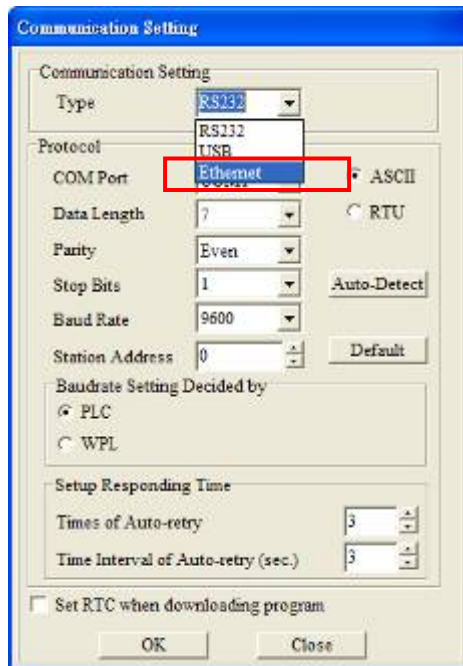 Communication Setting
Communication Setting
Type RS232
RS232
USB
Protocol
Ethernet
COM Port ASCII
Data Length 7 RTU
Parity Even
Stop Bits 1 Auto-Detect
Baud Rate 9600
Station Address 0 Default
Baudrate Setting Decided by
PLC
WPL
Setup Responding Time
Times of Auto-retry 3
Time Interval of Auto-retry (sec.) 3
Set RTC when downloading program
OK Close